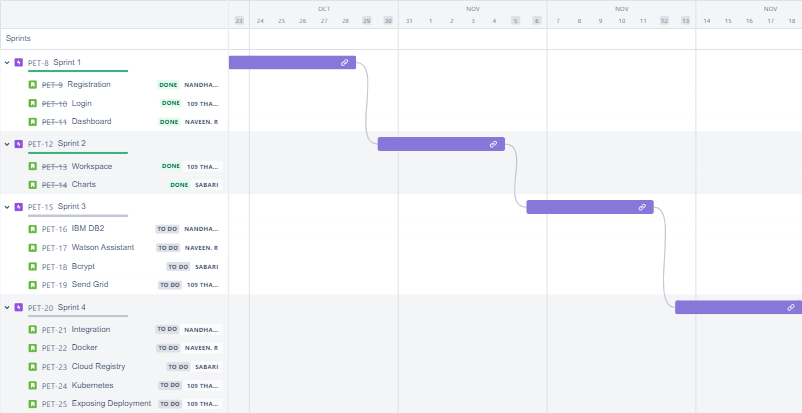 OCT NOV NOV NOV
23 24 25 26 27 28 29 30 31 1 2 3 4 5 6 7 8 9 10 11 12 13 14 15 16 17 18
Sprints
PET-8 Sprint 1
PET-9 Registration DONE NANDHA...
PET-10 Login DONE 109 THA...
PET-11 Dashboard DONE NAVEEN. R
PET-12 Sprint 2
PET-13 Workspace DONE 109 THA...
PET-14 Charts DONE SABARI
PET-15 Sprint 3
PET-16 IBM DB2 TO DO NANDHA...
PET-17 Watson Assistant TO DO NAVEEN. R
PET-18 Bcrypt TO DO SABARI
PET-19 Send Grid TO DO 109 THA...
PET-20 Sprint 4
PET-21 Integration TO DO NANDHA...
PET-22 Docker TO DO NAVEEN. R
PET-23 Cloud Registry TO DO SABARI
PET-24 Kubernetes TO DO 109 THA...
PET-25 Exposing Deployment TO DO 109 THA...